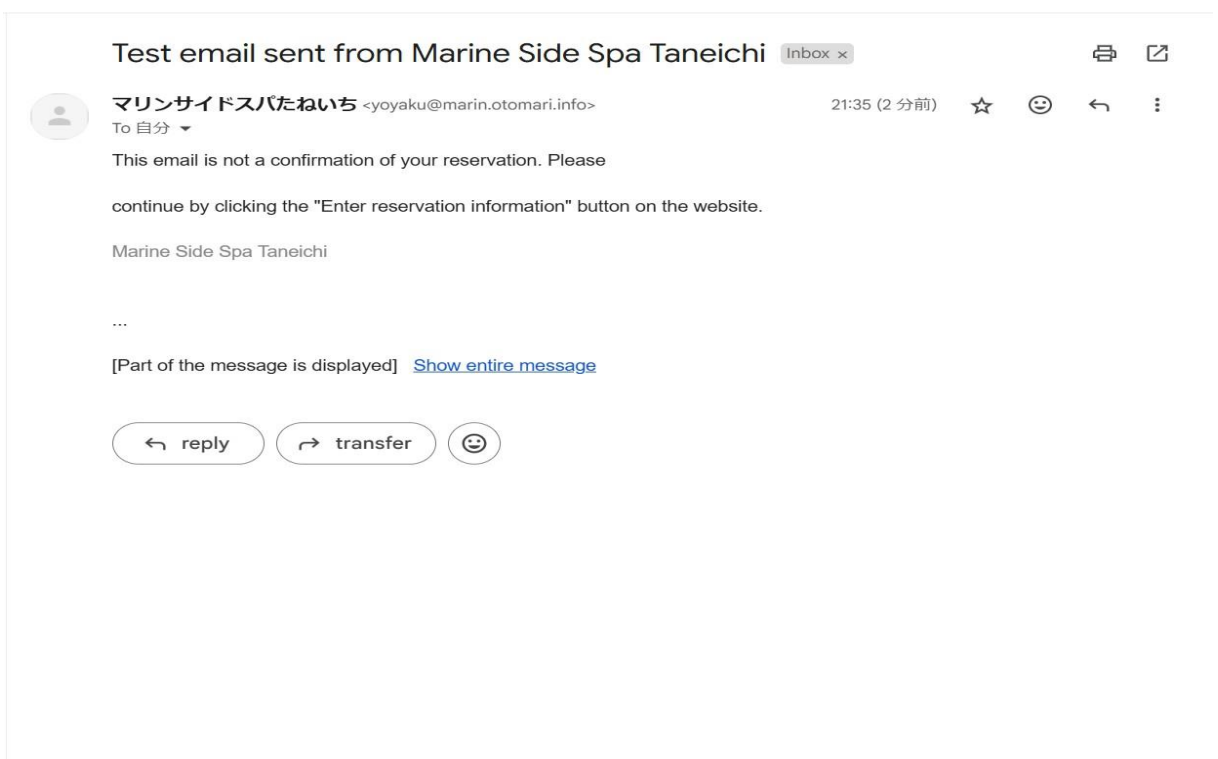 Test email sent from Marine Side Spa Taneichi Inbox ×
マリンサイドスパたねいち <yoyaku@marin.otomari.info> 21:35 (2 分前)
To 自分
This email is not a confirmation of your reservation. Please
continue by clicking the "Enter reservation information" button on the website.
Marine Side Spa Taneichi
...
[Part of the message is displayed] Show entire message
reply transfer